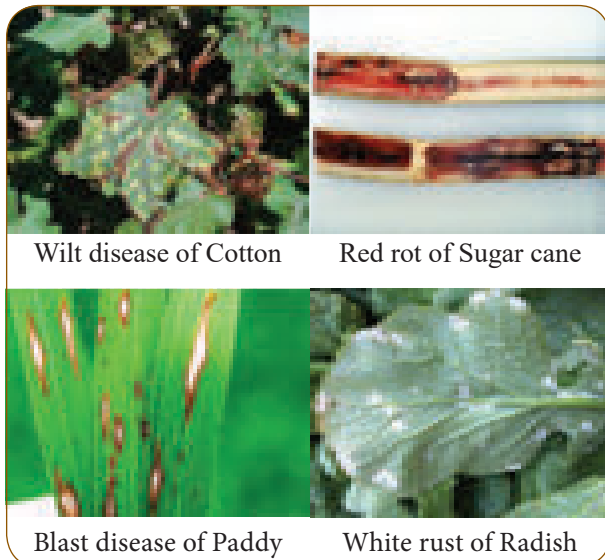 Wilt disease of Cotton
Red rot of Sugar cane
Blast disease of Paddy
White rust of Radish